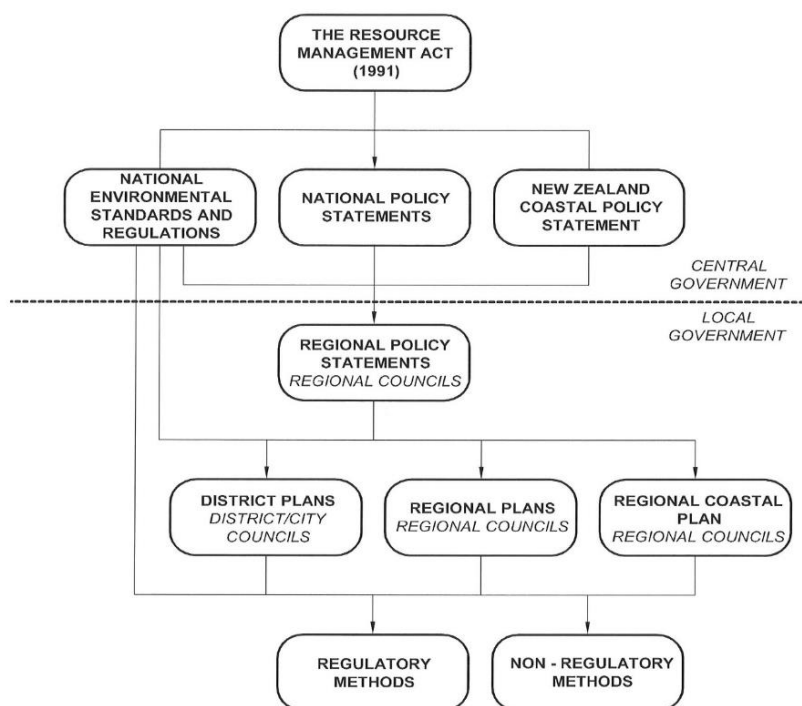 THE RESOURCE
MANAGEMENT ACT
(1991)
NATIONAL
ENVIRONMENTAL
STANDARDS AND
REGULATIONS
NATIONAL POLICY
STATEMENTS
NEW ZEALAND
COASTAL POLICY
STATEMENT
CENTRAL
GOVERNMENT
LOCAL
GOVERNMENT
REGIONAL POLICY
STATEMENTS
REGIONAL COUNCILS
DISTRICT PLANS
DISTRICT/CITY
COUNCILS
REGIONAL PLANS
REGIONAL COUNCILS
REGIONAL COASTAL
PLAN
REGIONAL COUNCILS
REGULATORY
METHODS
NON - REGULATORY
METHODS